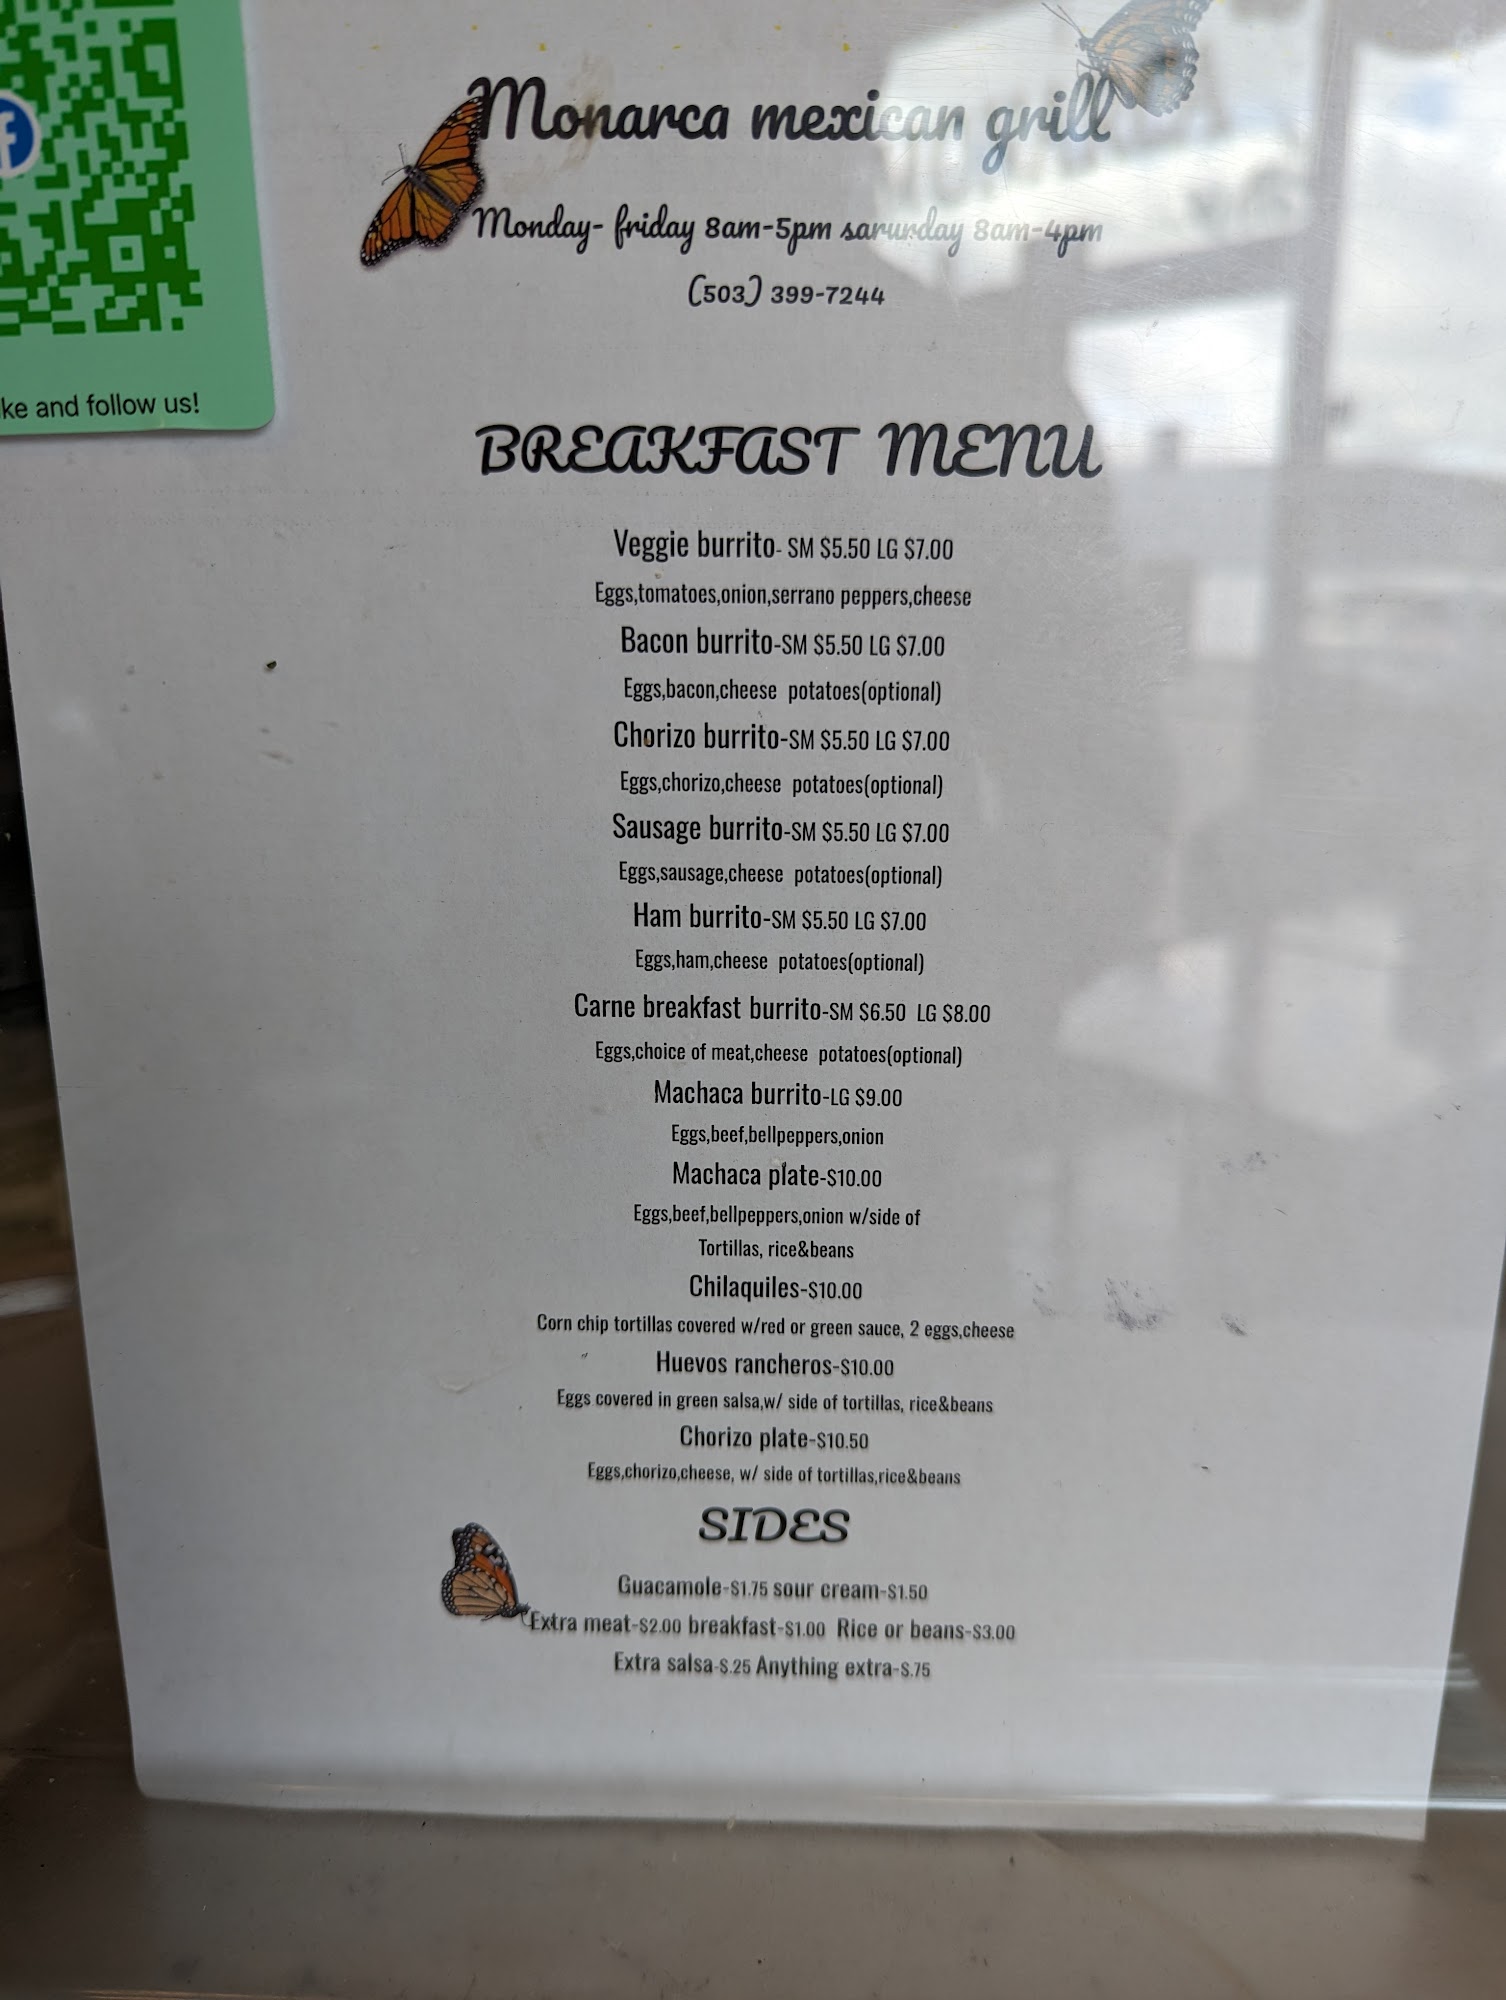 f
ke and follow us!
Monarca mexican grill
Monday- friday 8am-5pm sarurday 8am-4pm
(503) 399-7244
BREAKFAST MENU
Veggie burrito- SM $5.50 LG $7.00
Eggs,tomatoes,onion,serrano peppers,cheese
Bacon burrito-SM $5.50 LG $7.00
Eggs,bacon,cheese potatoes(optional)
Chorizo burrito-SM $5.50 LG $7.00
Eggs,chorizo,cheese potatoes(optional)
Sausage burrito-SM $5.50 LG $7.00
Eggs,sausage,cheese potatoes(optional)
Ham burrito-SM $5.50 LG $7.00
Eggs,ham,cheese potatoes(optional)
Carne breakfast burrito-SM $6.50 LG $8.00
Eggs,choice of meat,cheese potatoes(optional)
Machaca burrito-LG $9.00
Eggs,beef,bellpeppers,onion
Machaca plate-$10.00
Eggs,beef,bellpeppers,onion w/side of
Tortillas, rice&beans
Chilaquiles-$10.00
Corn chip tortillas covered w/red or green sauce, 2 eggs,cheese
Huevos rancheros-$10.00
Eggs covered in green salsa,w/ side of tortillas, rice&beans
Chorizo plate-$10.50
Eggs,chorizo,cheese, w/ side of tortillas,rice&beans
SIDES
Guacamole-$1.75 sour cream-$1.50
Extra meat-$2.00 breakfast-$1.00 Rice or beans-$3.00
Extra salsa-$.25 Anything extra-$.75